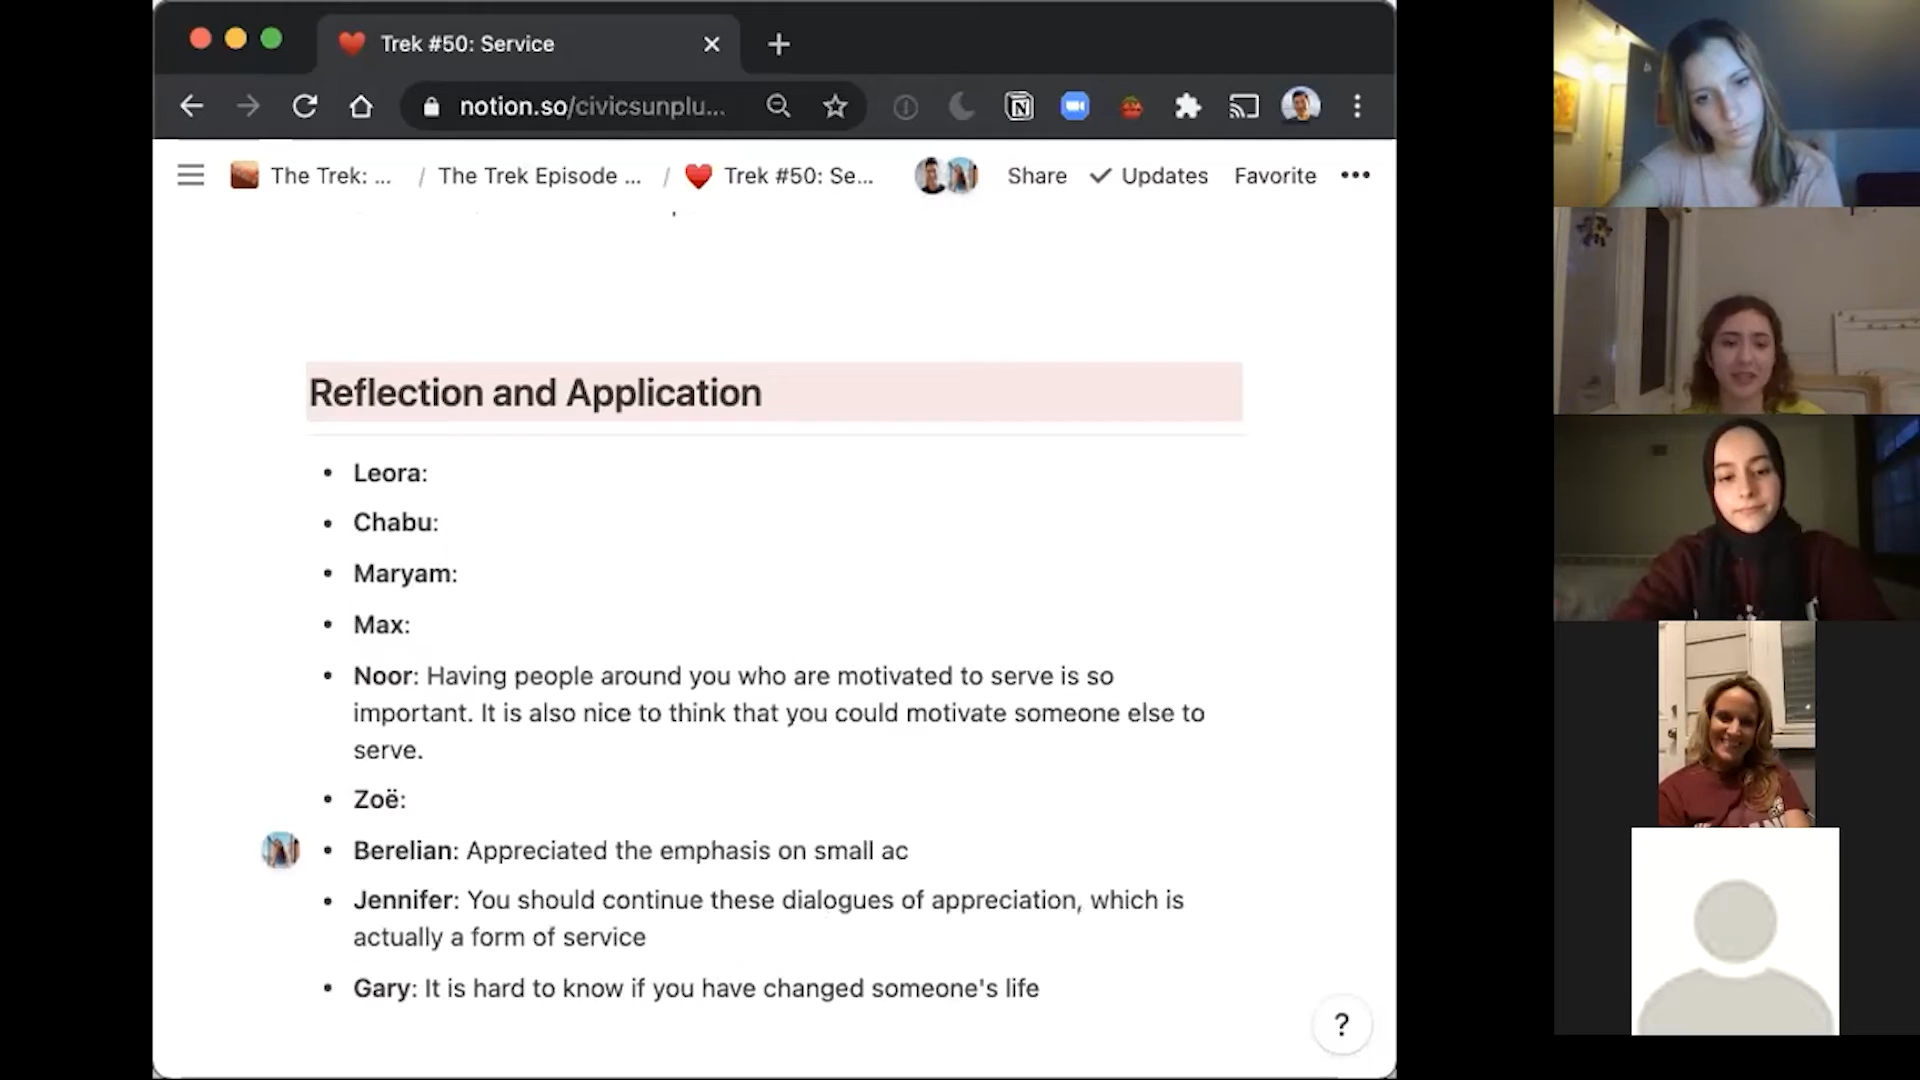 Trek #50: Service
notion.so/civicsunplu...
The Trek: ... / The Trek Episode ... / Trek #50: Se... Share Updates Favorite
Reflection and Application
• Leora:
• Chabu:
• Maryam:
• Max:
• Noor: Having people around you who are motivated to serve is so
important. It is also nice to think that you could motivate someone else to
serve.
• Zoë:
• Berelian: Appreciated the emphasis on small ac
• Jennifer: You should continue these dialogues of appreciation, which is
actually a form of service
• Gary: It is hard to know if you have changed someone's life
?